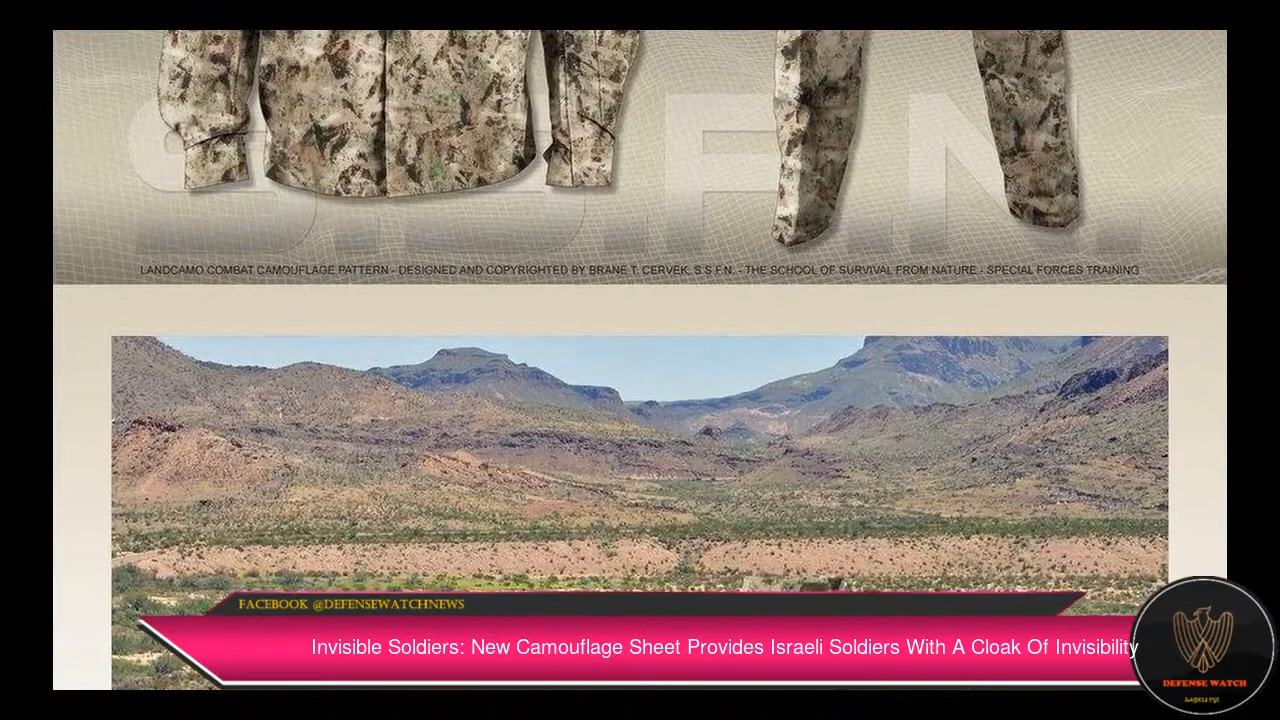 S.S.F.N.
LANDCAMO COMBAT CAMOUFLAGE PATTERN - DESIGNED AND COPYRIGHTED BY BRANE T. CERVEK, S.S.F.N. - THE SCHOOL OF SURVIVAL FROM NATURE - SPECIAL FORCES TRAINING
FACEBOOK @DEFENSEWATCHNEWS
Invisible Soldiers: New Camouflage Sheet Provides Israeli Soldiers With A Cloak Of Invisibility
DEFENSE WATCH